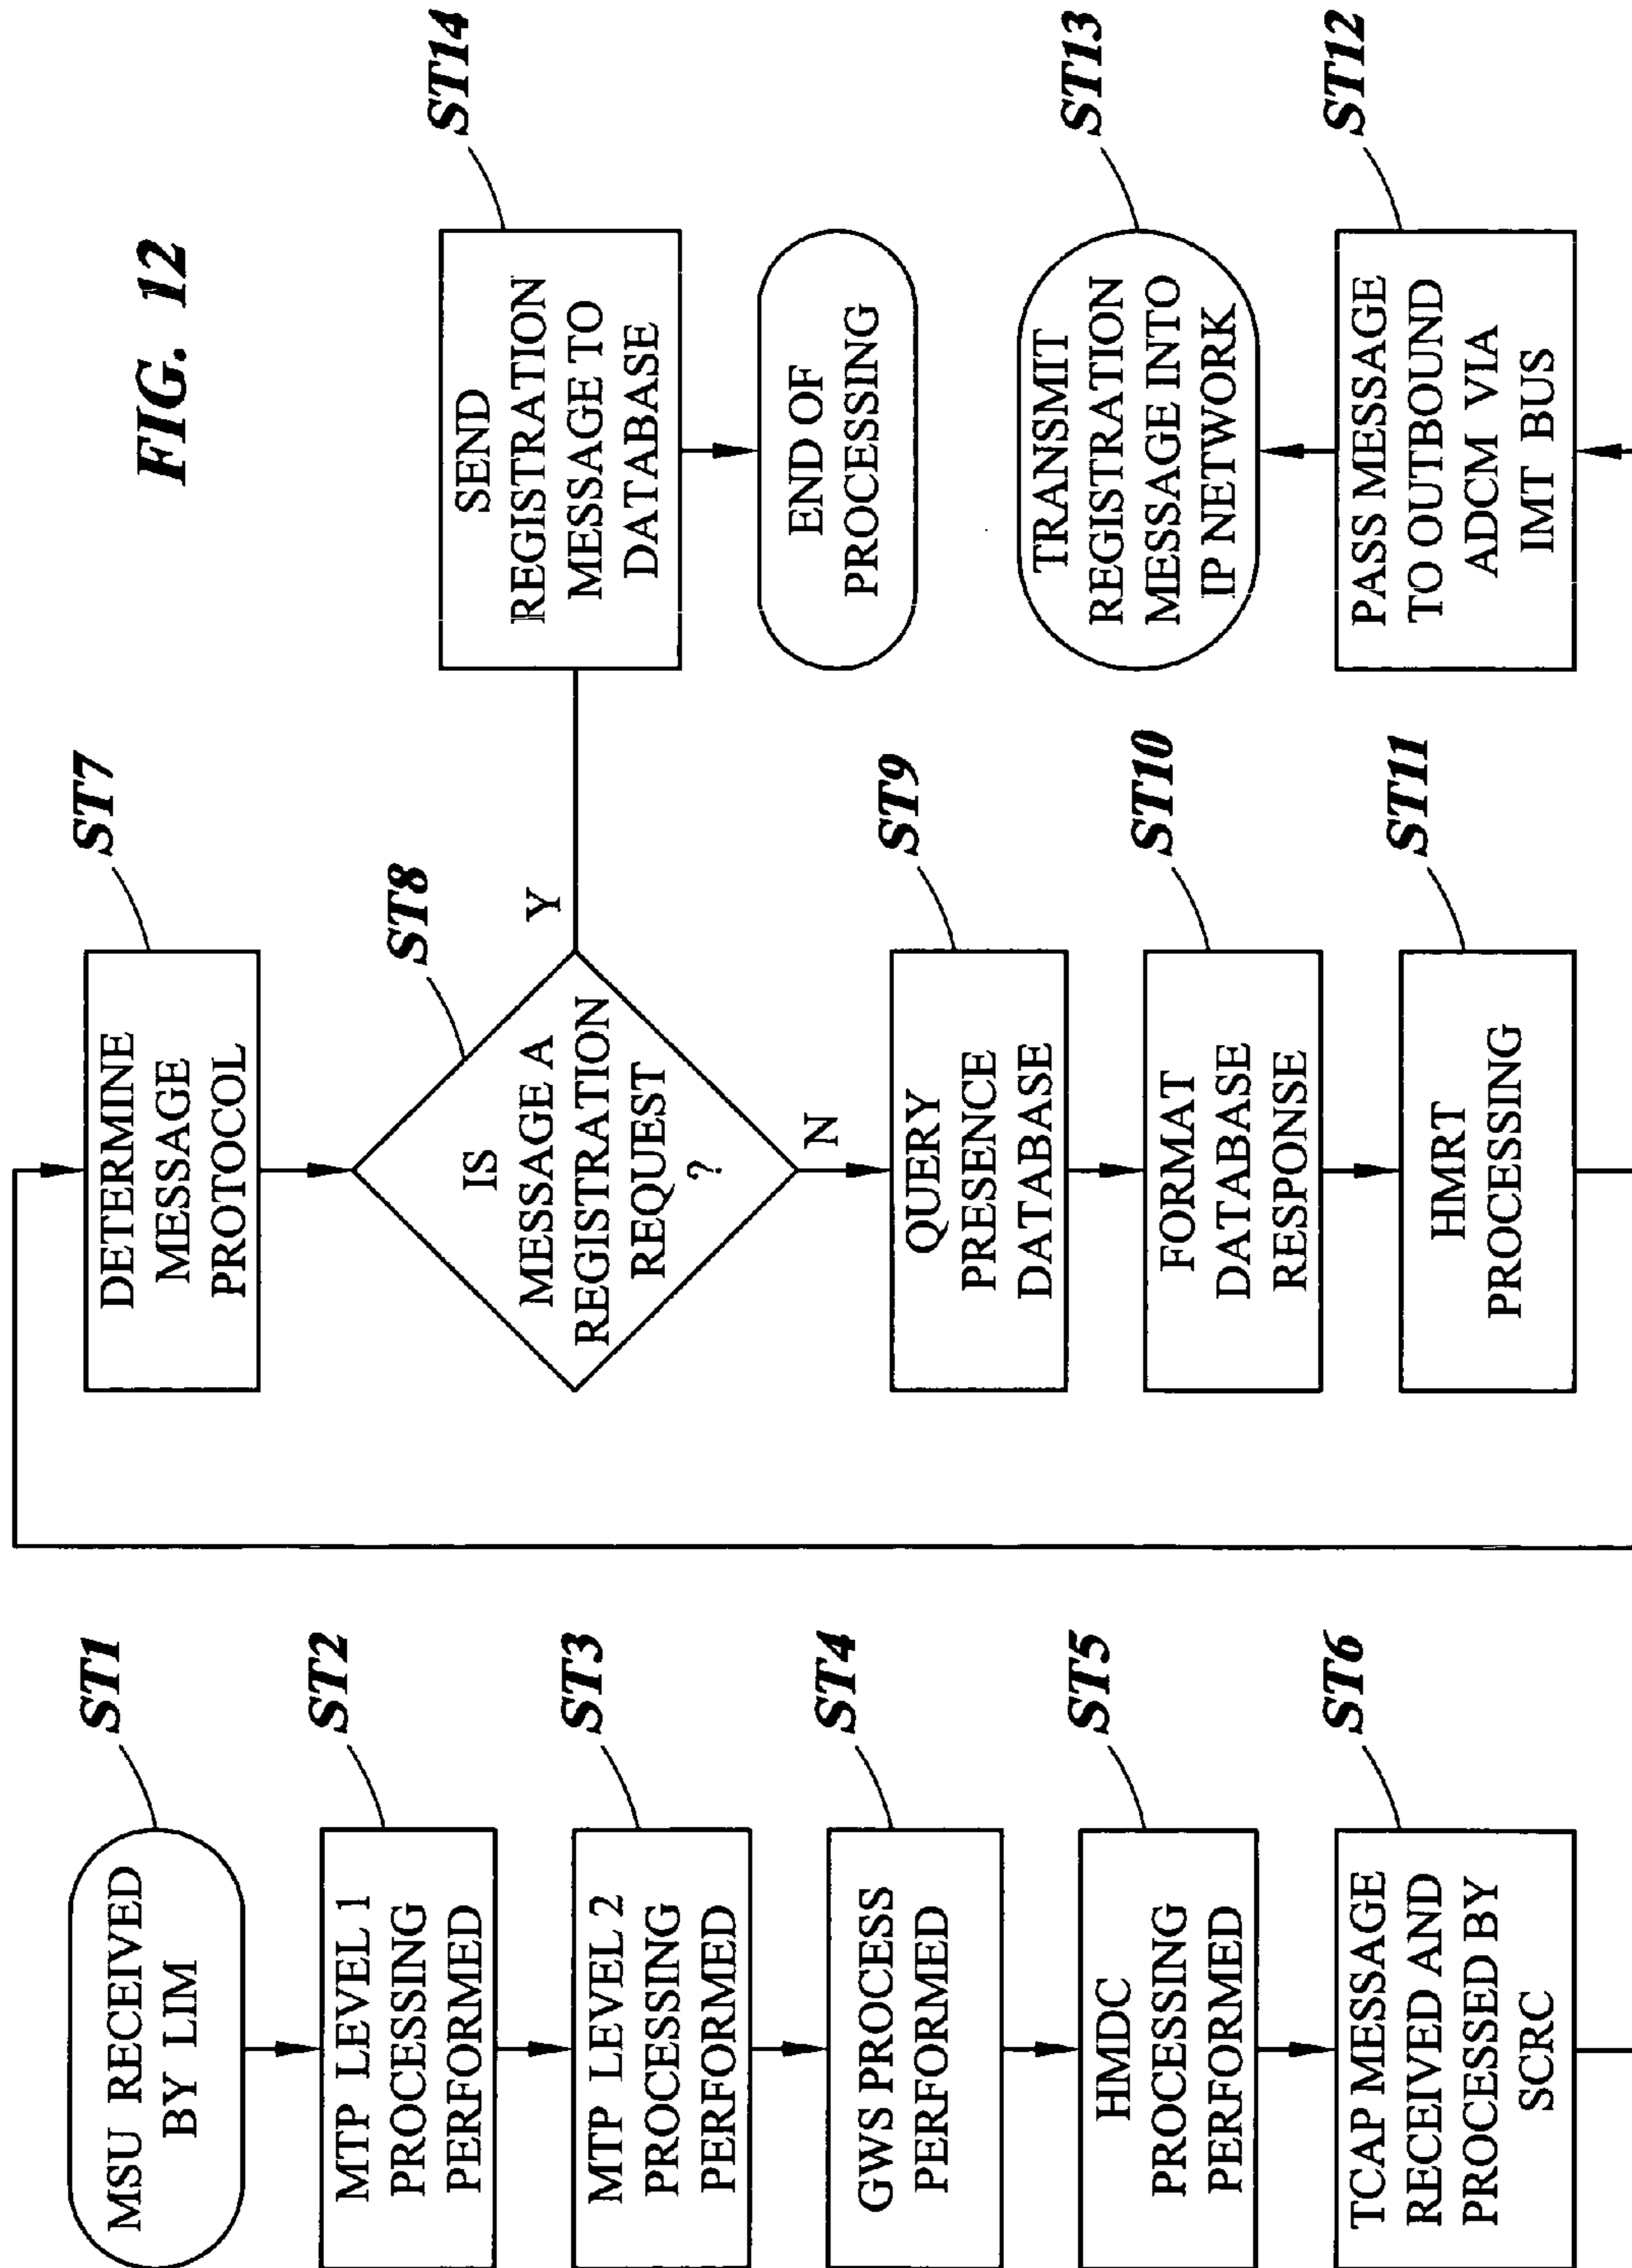 FIG. 12
ST1
MSU RECEIVED
BY LIM
ST2
MTP LEVEL 1
PROCESSING
PERFORMED
ST3
MTP LEVEL 2
PROCESSING
PERFORMED
ST4
GWS PROCESS
PERFORMED
ST5
HMDC
PROCESSING
PERFORMED
ST6
TCAP MESSAGE
RECEIVED AND
PROCESSED BY
SCRC
ST7
DETERMINE
MESSAGE
PROTOCOL
ST8
IS
MESSAGE A
REGISTRATION
REQUEST
?
Y
N
ST9
QUERY
PRESENCE
DATABASE
ST10
FORMAT
DATABASE
RESPONSE
ST11
HMRT
PROCESSING
ST14
SEND
REGISTRATION
MESSAGE TO
DATABASE
END OF
PROCESSING
ST13
TRANSMIT
REGISTRATION
MESSAGE INTO
IP NETWORK
ST12
PASS MESSAGE
TO OUTBOUND
ADCM VIA
IMT BUS